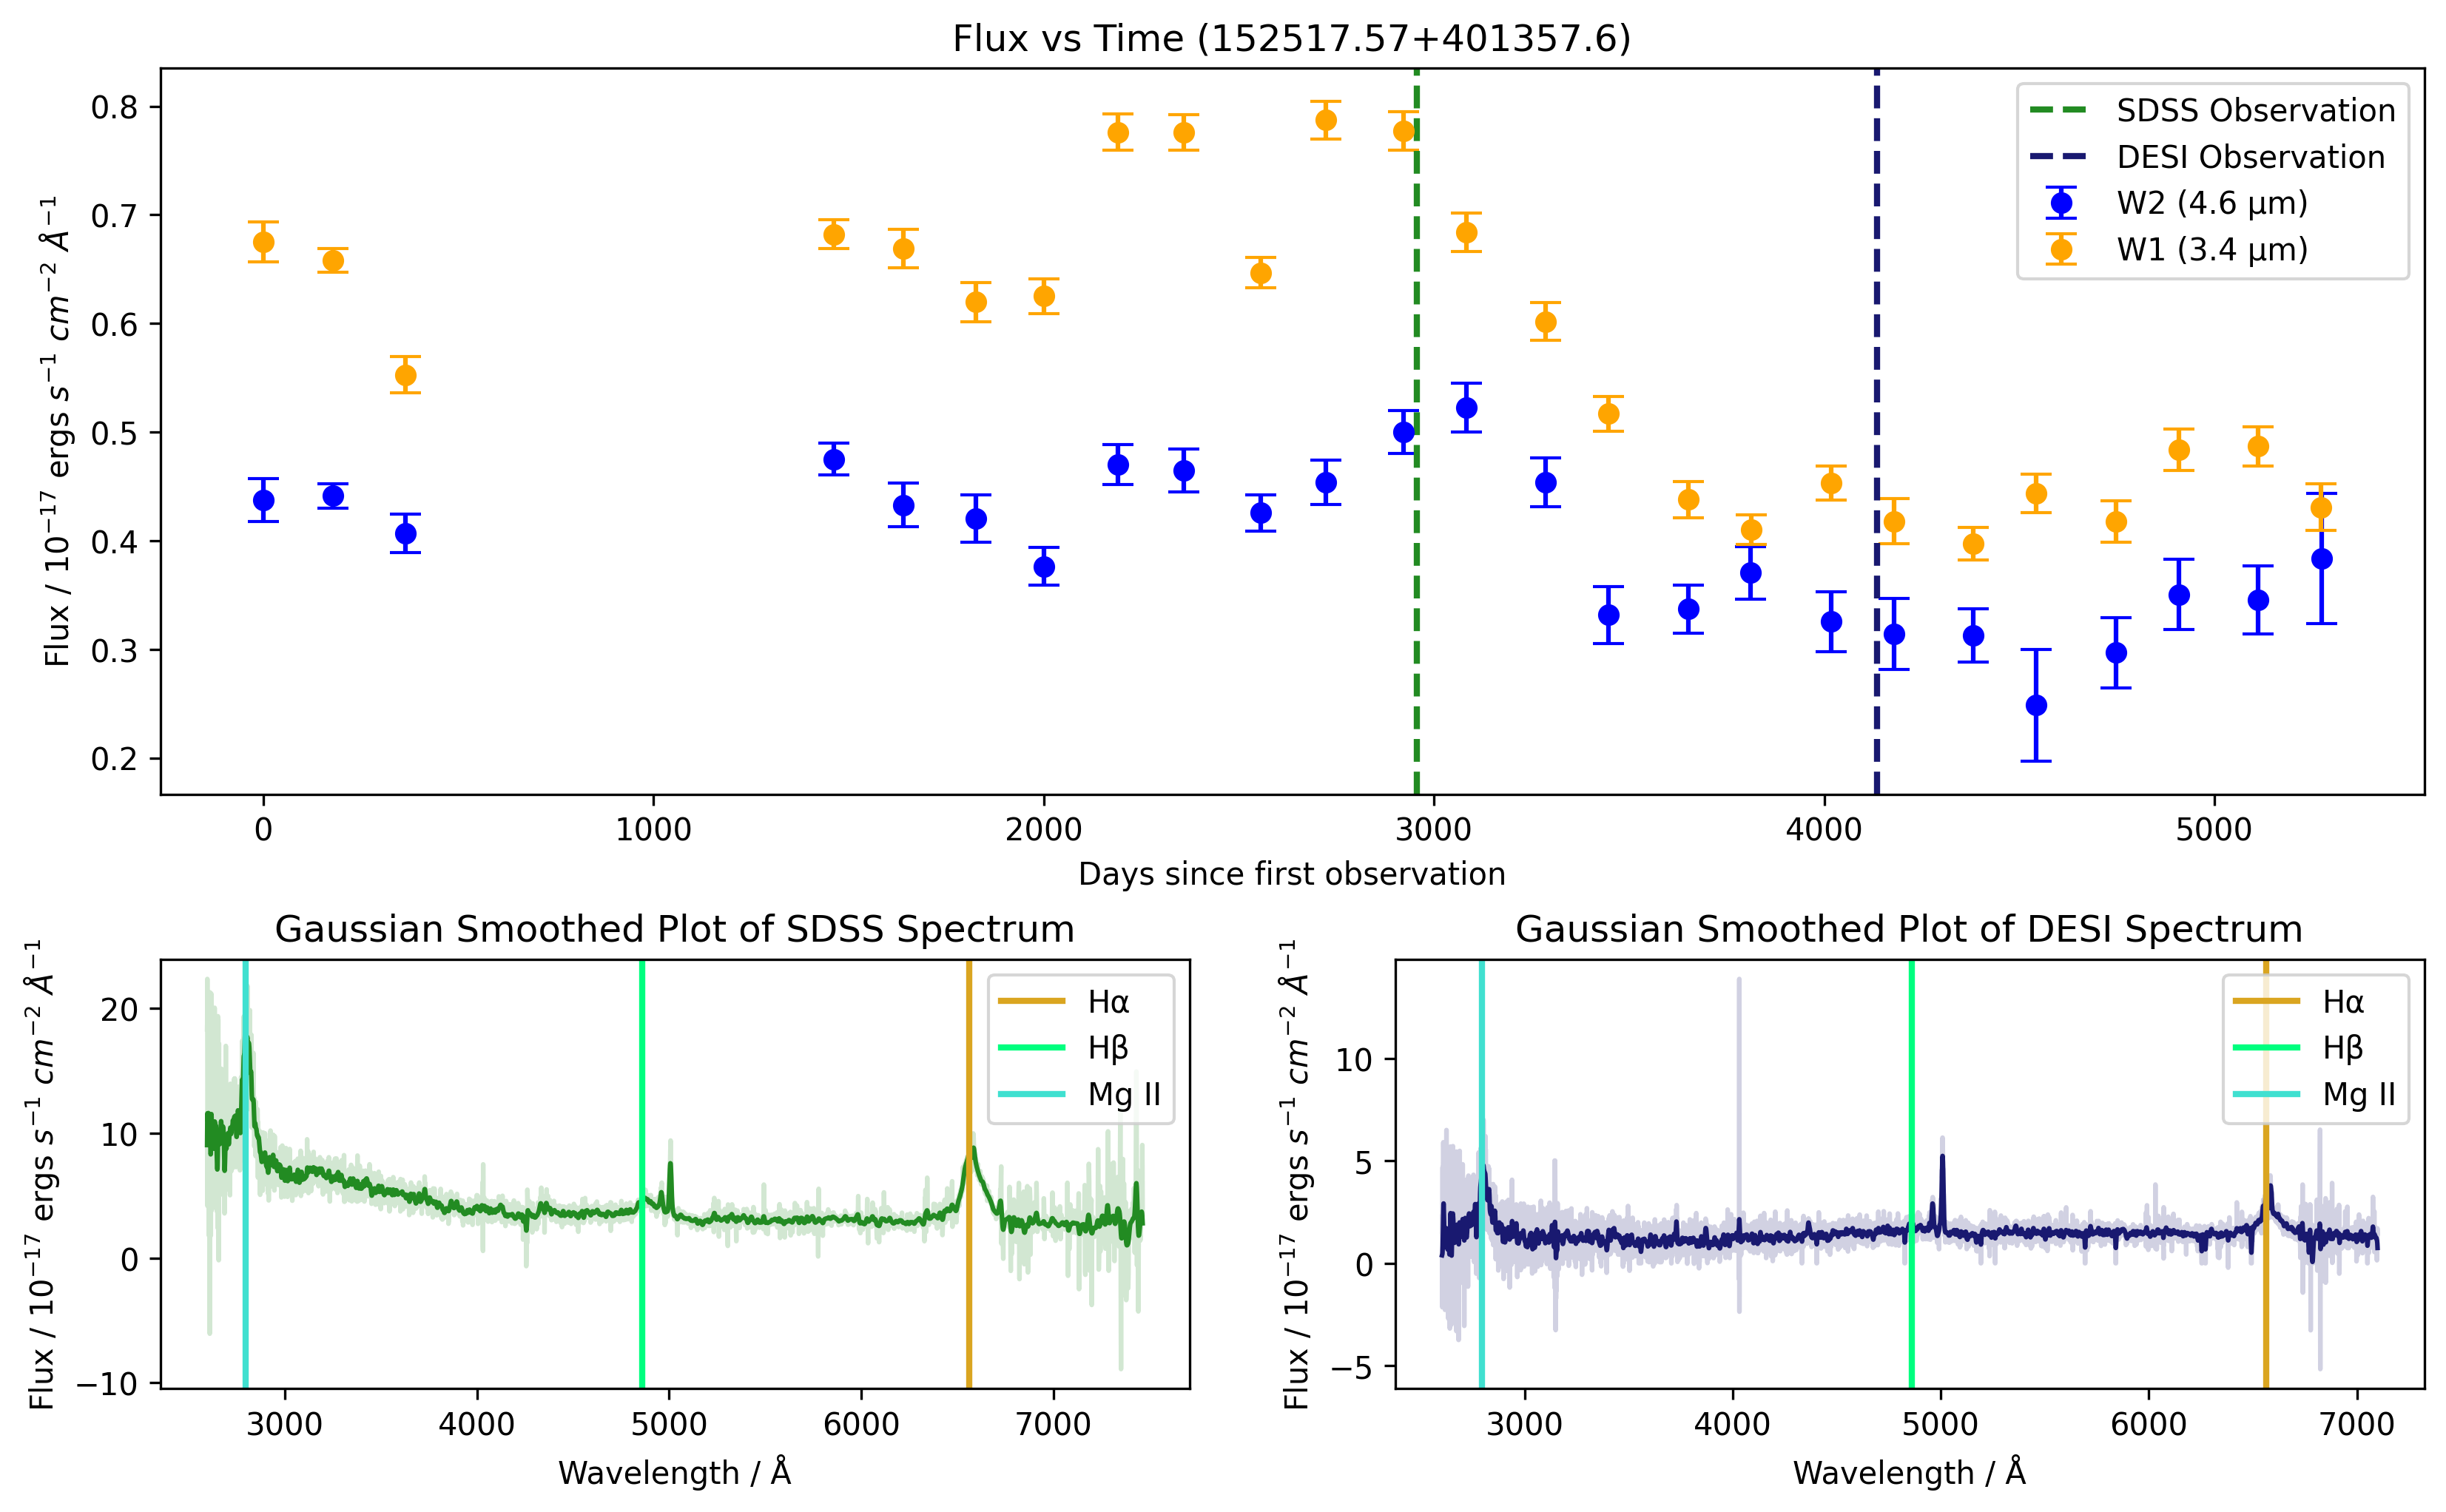 Flux vs Time (152517.57+401357.6)
Flux / 10⁻¹⁷ ergs s⁻¹ cm⁻² Å⁻¹
0.8
0.7
0.6
0.5
0.4
0.3
0.2
SDSS Observation
DESI Observation
W2 (4.6 μm)
W1 (3.4 μm)
0 1000 2000 3000 4000 5000
Days since first observation
Gaussian Smoothed Plot of SDSS Spectrum
Flux / 10⁻¹⁷ ergs s⁻¹ cm⁻² Å⁻¹
20
10
0
−10
Hα
Hβ
Mg II
3000 4000 5000 6000 7000
Wavelength / Å
Gaussian Smoothed Plot of DESI Spectrum
Flux / 10⁻¹⁷ ergs s⁻¹ cm⁻² Å⁻¹
10
5
0
−5
Hα
Hβ
Mg II
3000 4000 5000 6000 7000
Wavelength / Å